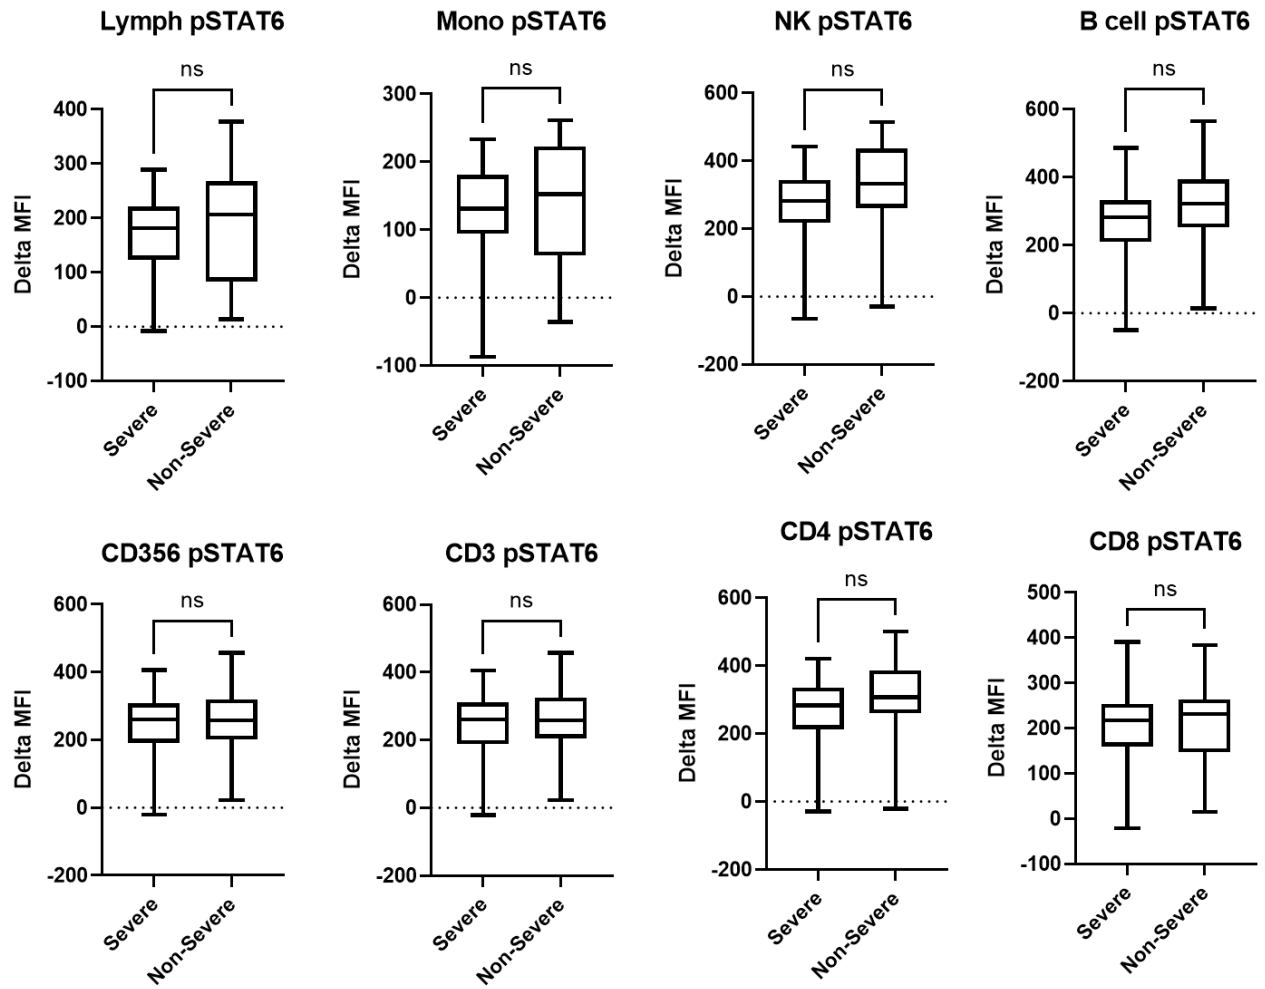 Lymph pSTAT6
ns
Delta MFI
400
300
200
100
0
-100
Severe
Non-Severe
Mono pSTAT6
ns
Delta MFI
300
200
100
0
-100
Severe
Non-Severe
NK pSTAT6
ns
Delta MFI
600
400
200
0
-200
Severe
Non-Severe
B cell pSTAT6
ns
Delta MFI
600
400
200
0
-200
Severe
Non-Severe
CD356 pSTAT6
ns
Delta MFI
600
400
200
0
-200
Severe
Non-Severe
CD3 pSTAT6
ns
Delta MFI
600
400
200
0
-200
Severe
Non-Severe
CD4 pSTAT6
ns
Delta MFI
600
400
200
0
-200
Severe
Non-Severe
CD8 pSTAT6
ns
Delta MFI
500
400
300
200
100
0
-100
Severe
Non-Severe